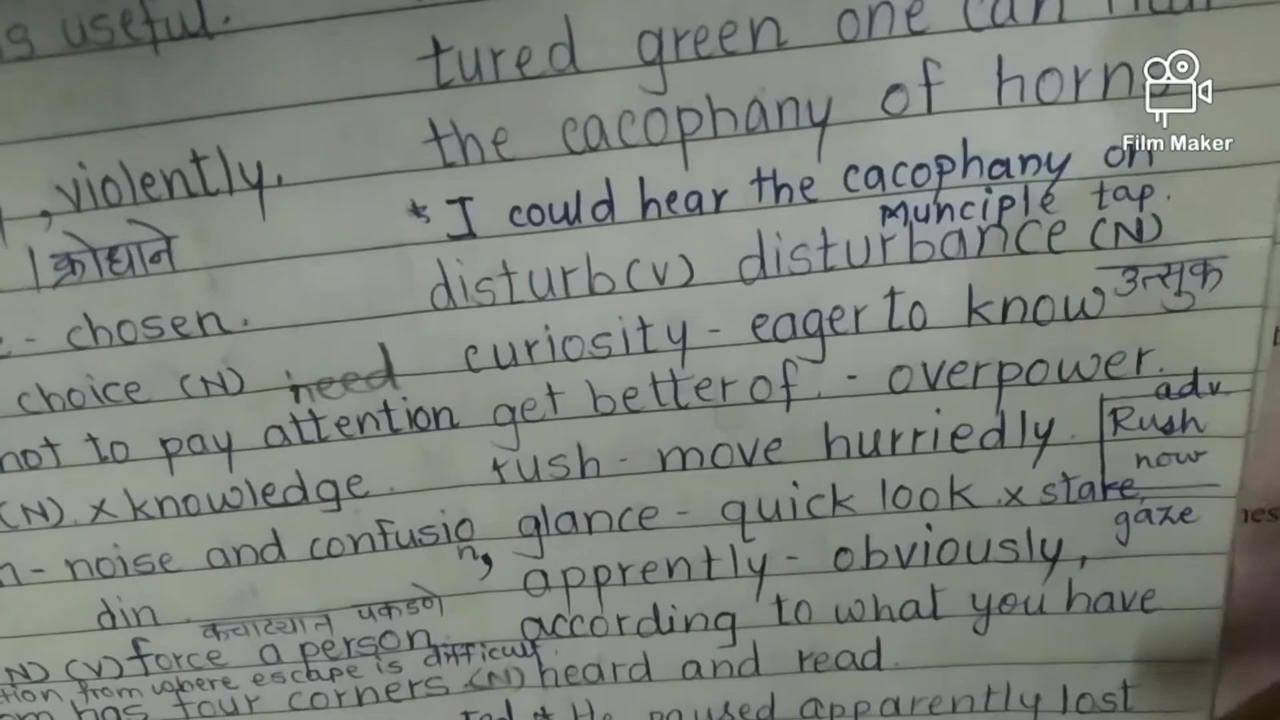 useful.
violently.
क्रोधाने
- chosen.
choice (N) need
not to pay attention
(N) x knowledge
- noise and confusion,
din
कचाट्यात पकडणे
(N) (V) force a person
from where escape is difficult
has four corners (N)
tured green one can
the cacophany of horns
* I could hear the cacophany on
Munciple tap.
disturb(v) disturbance (N)
curiosity - eager to know उत्सुक
get better of - overpower.
rush - move hurriedly
adv
Rush
now
glance - quick look x stare,
gaze
apprently - obviously,
according to what you have
heard and read.
* He paused apparently lost
Film Maker